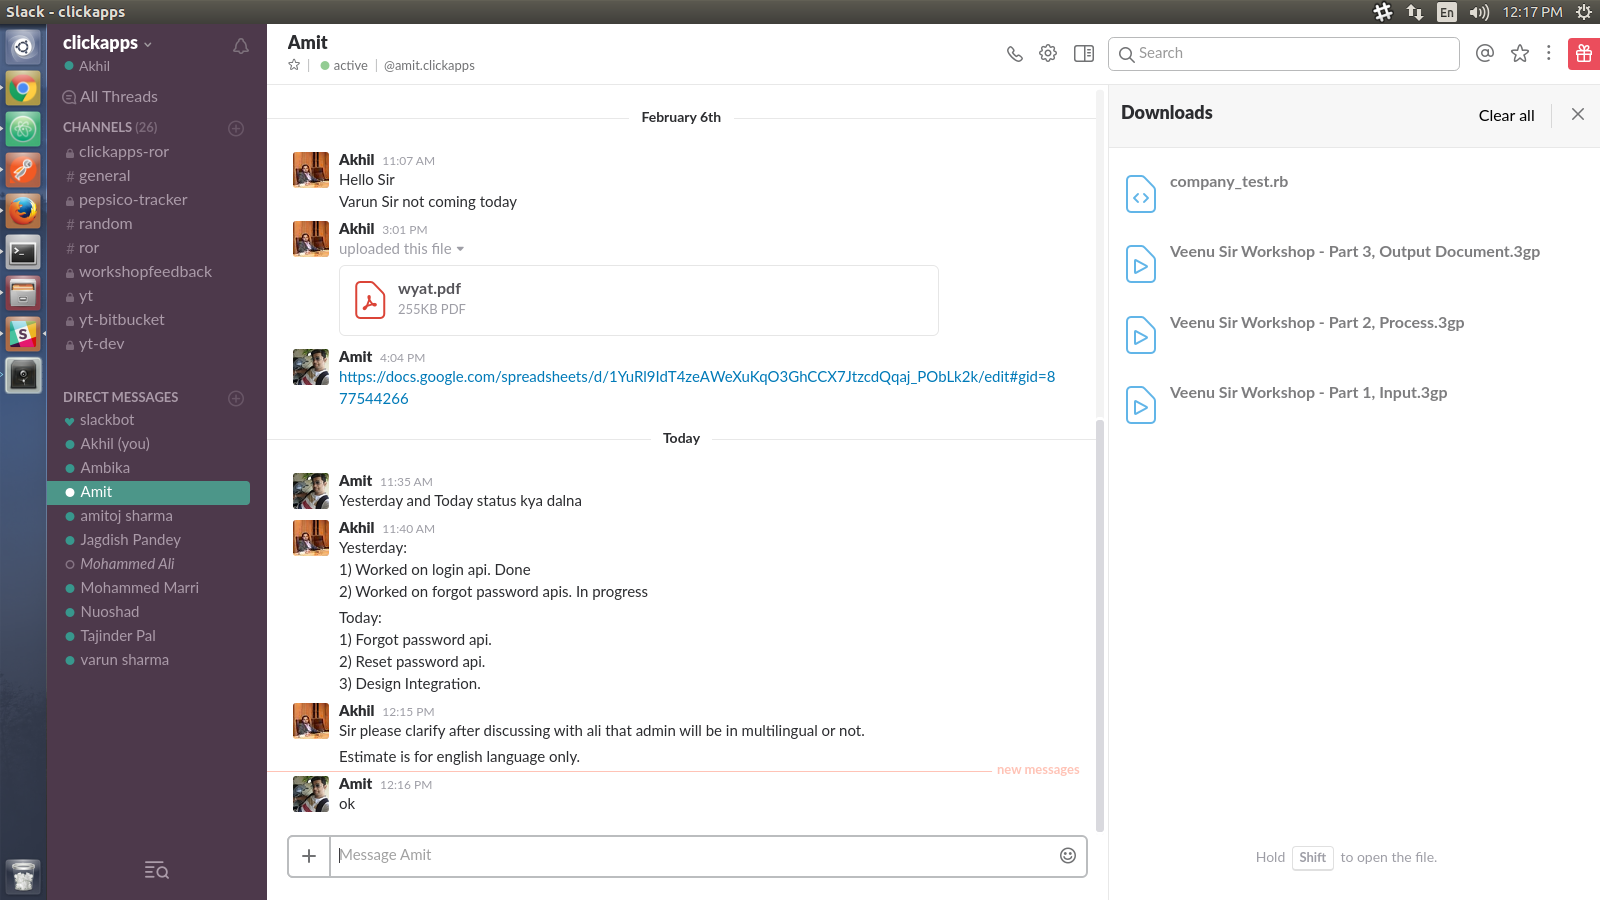 Slack - clickapps
En
12:17 PM
clickapps
Akhil
All Threads
CHANNELS (26)
clickapps-ror
# general
pepsico-tracker
# random
# ror
workshopfeedback
yt
yt-bitbucket
yt-dev
DIRECT MESSAGES
slackbot
Akhil (you)
Ambika
Amit
amitoj sharma
Jagdish Pandey
Mohammed Ali
Mohammed Marri
Nuoshad
Tajinder Pal
varun sharma
Amit
active
@amit.clickapps
Search
February 6th
Akhil 11:07 AM
Hello Sir
Varun Sir not coming today
Akhil 3:01 PM
uploaded this file
wyat.pdf
255KB PDF
Amit 4:04 PM
https://docs.google.com/spreadsheets/d/1YuRl9IdT4zeAWeXuKqO3GhCCX7JtzcdQqaj_PObLk2k/edit#gid=8
77544266
Today
Amit 11:35 AM
Yesterday and Today status kya dalna
Akhil 11:40 AM
Yesterday:
1) Worked on login api. Done
2) Worked on forgot password apis. In progress
Today:
1) Forgot password api.
2) Reset password api.
3) Design Integration.
Akhil 12:15 PM
Sir please clarify after discussing with ali that admin will be in multilingual or not.
Estimate is for english language only.
new messages
Amit 12:16 PM
ok
Message Amit
Downloads
Clear all
company_test.rb
Veenu Sir Workshop - Part 3, Output Document.3gp
Veenu Sir Workshop - Part 2, Process.3gp
Veenu Sir Workshop - Part 1, Input.3gp
Hold Shift to open the file.